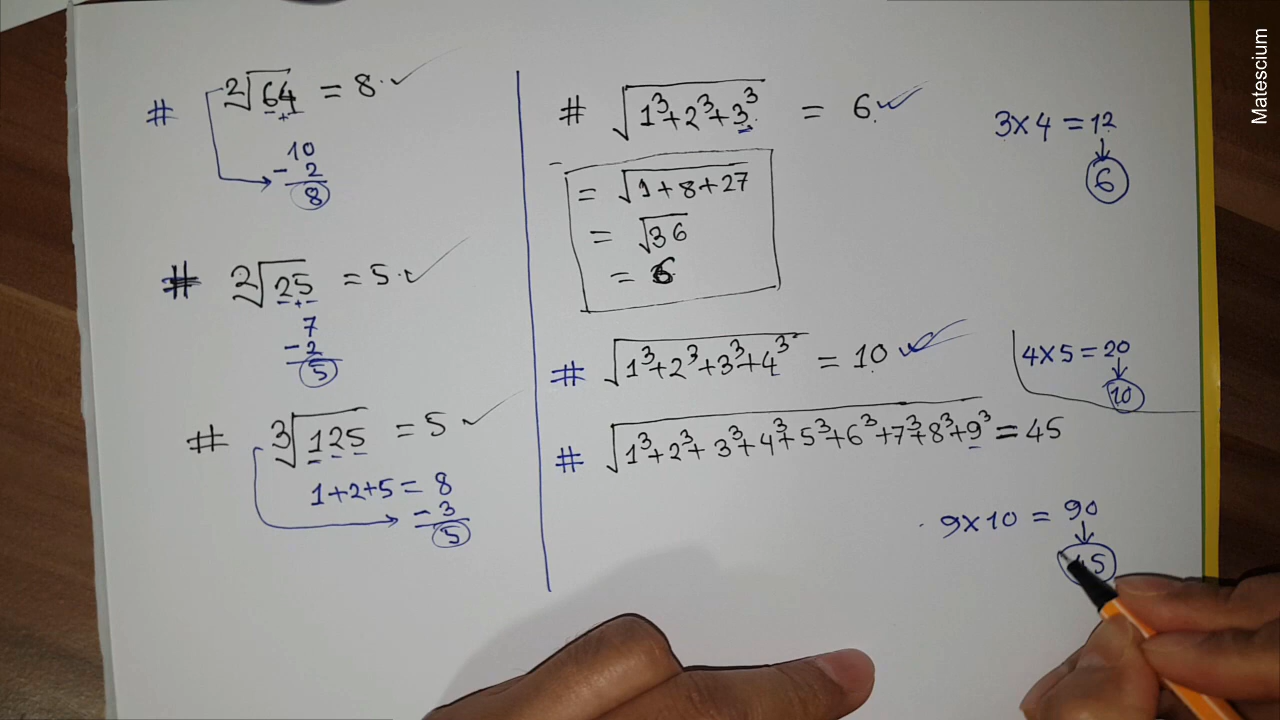 # ²√64 = 8 ✓
10
- 2
8
# ²√25 = 5 ✓
7
- 2
5
# ³√125 = 5 ✓
1+2+5 = 8
- 3
5
# √1³+2³+3³ = 6 ✓
= √1+8+27
= √36
= 6
3x4 = 12
6
# √1³+2³+3³+4³ = 10 ✓
4x5 = 20
10
# √1³+2³+3³+4³+5³+6³+7³+8³+9³ = 45
9x10 = 90
45
Matescium